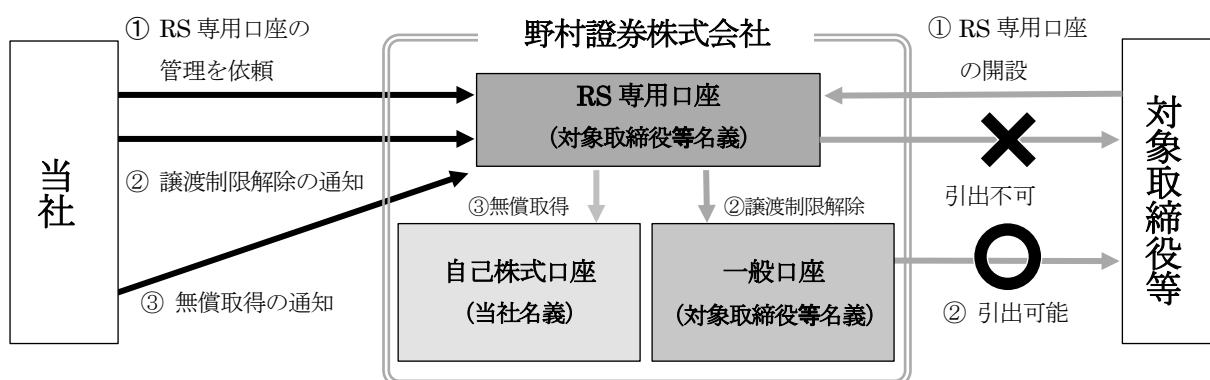 ① RS 専用口座の
管理を依頼
野村證券株式会社
① RS 専用口座
の開設
RS 専用口座
(対象取締役等名義)
当社
② 譲渡制限解除の通知
③無償取得
②譲渡制限解除
引出不可
対象取締役等
自己株式口座
(当社名義)
一般口座
(対象取締役等名義)
③ 無償取得の通知
② 引出可能